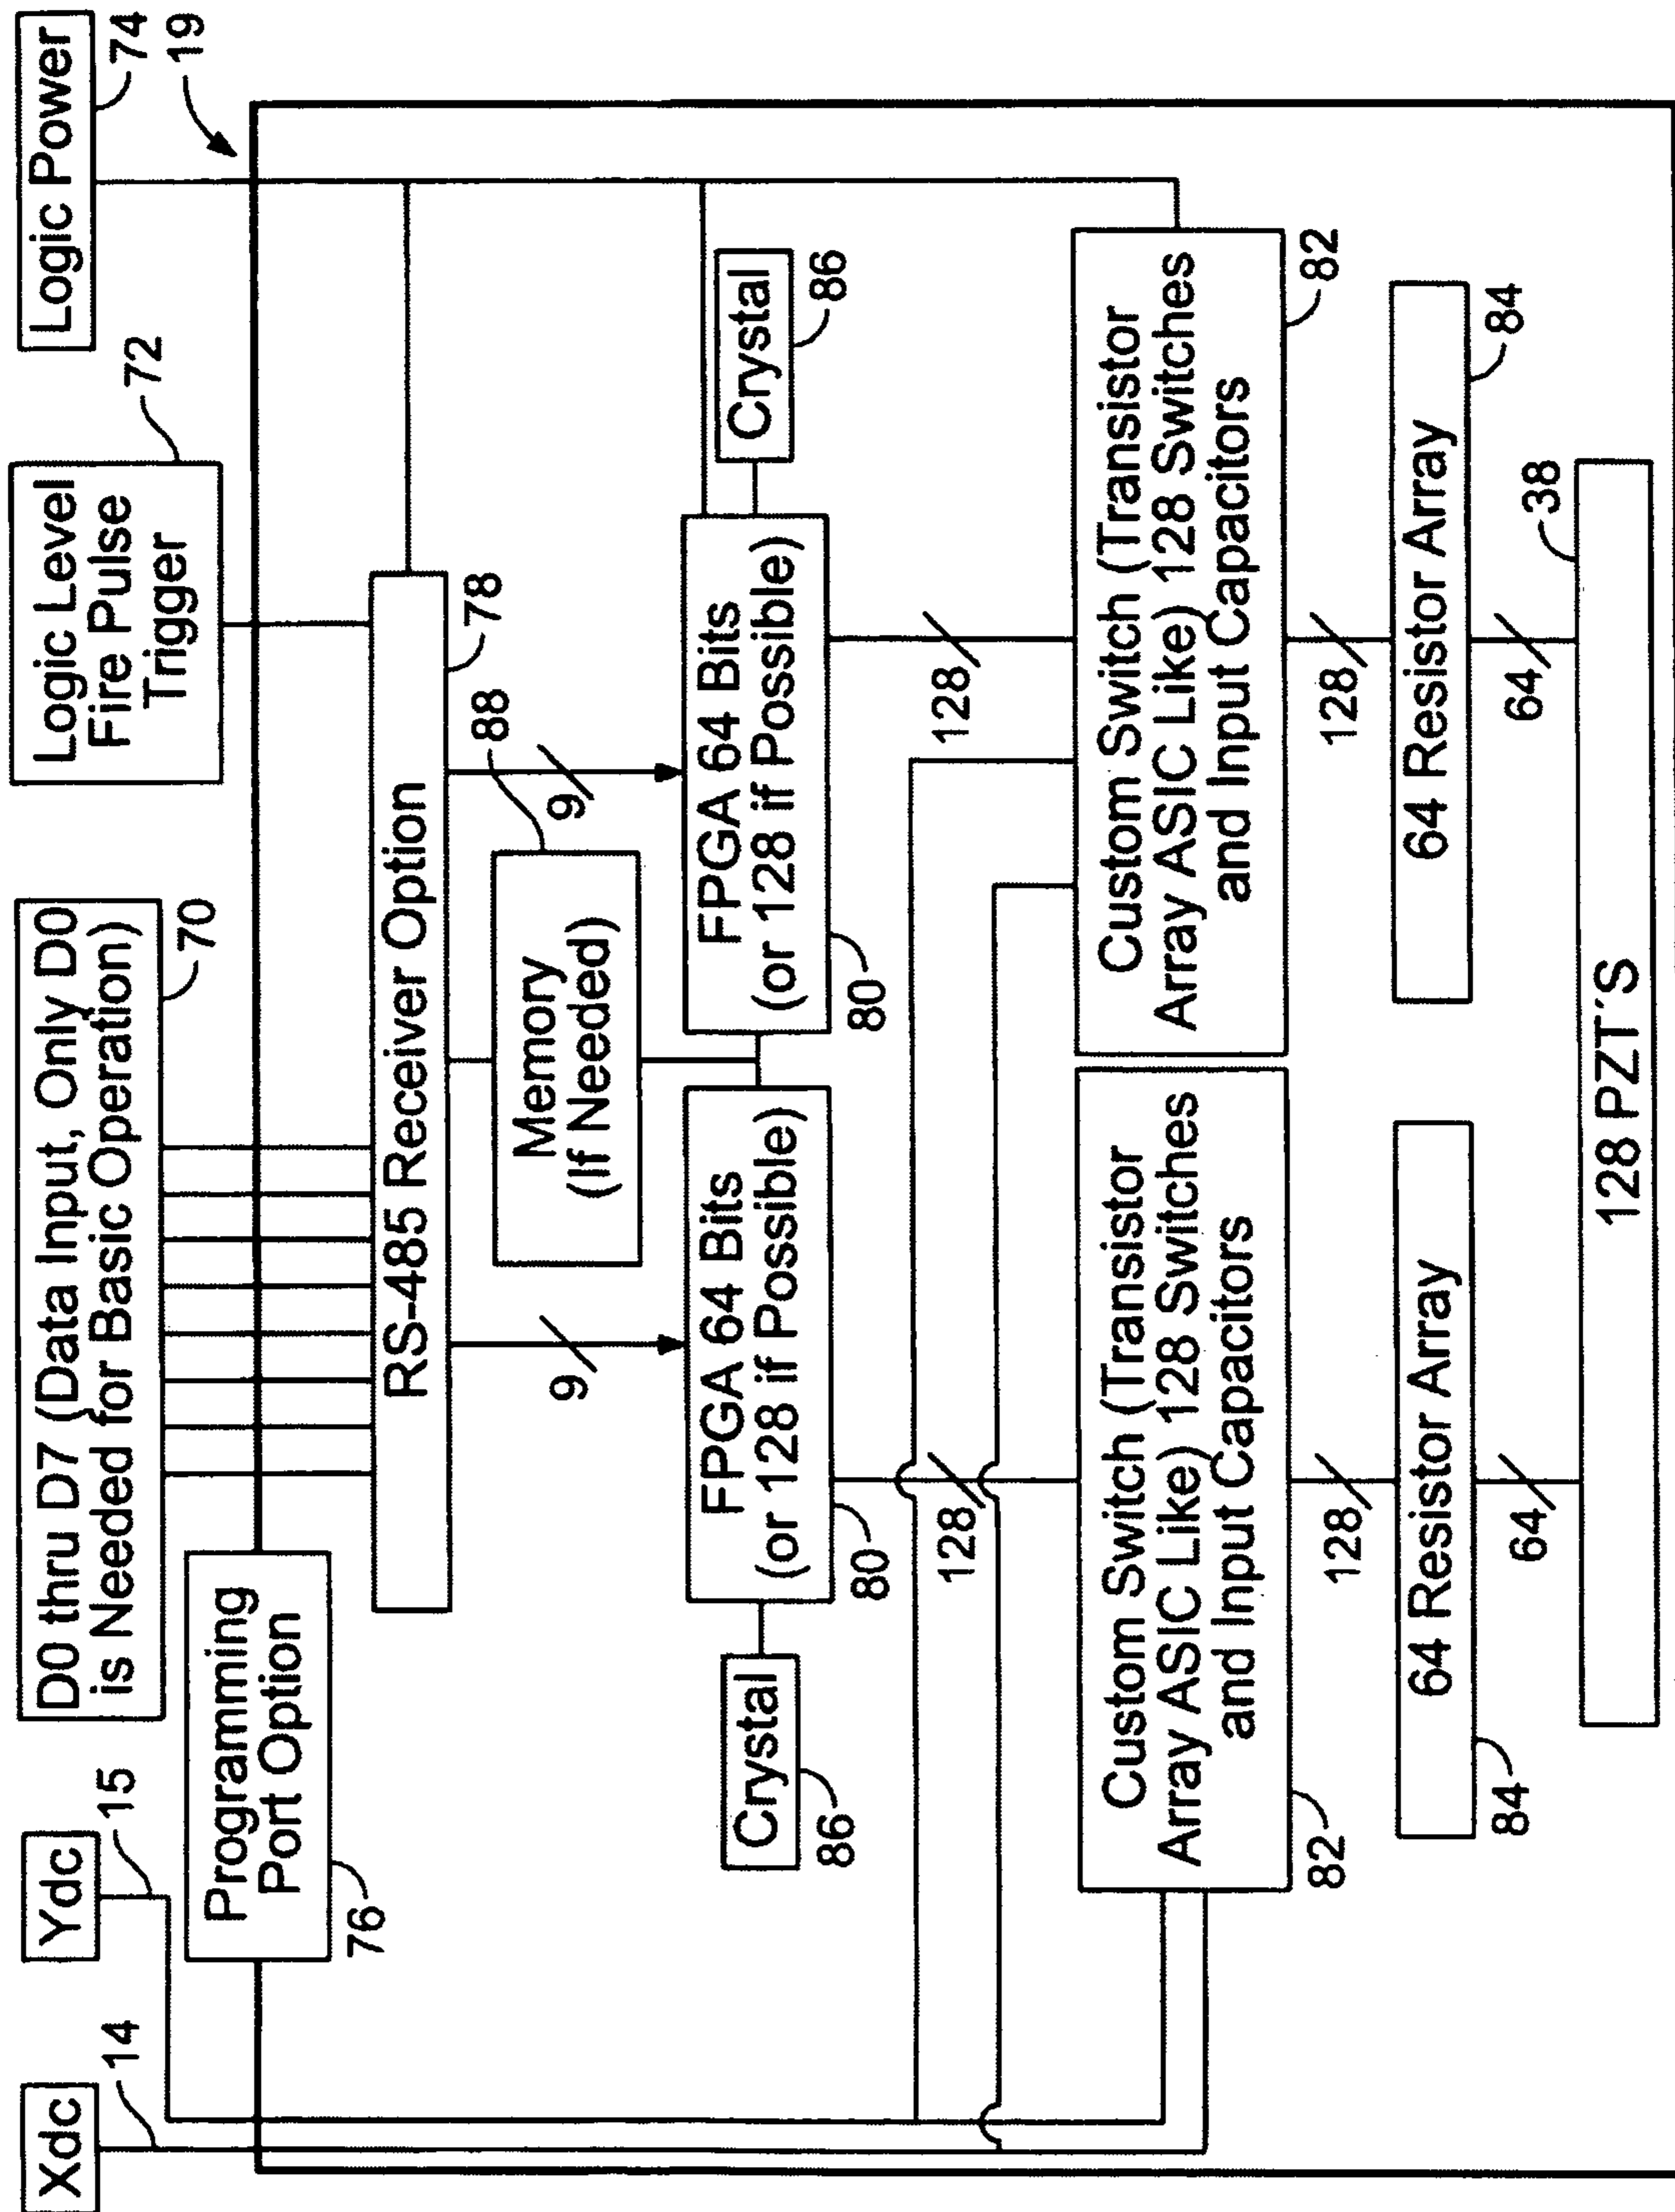 Xdc
14
Ydc
15
D0 thru D7 (Data Input, Only D0
is Needed for Basic Operation)
70
Logic Level
Fire Pulse
Trigger
72
Logic Power
74
19
Programming
Port Option
76
RS-485 Receiver Option
78
9
Memory
(If Needed)
88
9
Crystal
86
FPGA 64 Bits
(or 128 if Possible)
80
FPGA 64 Bits
(or 128 if Possible)
80
Crystal
86
128
128
Custom Switch (Transistor
Array ASIC Like) 128 Switches
and Input Capacitors
82
Custom Switch (Transistor
Array ASIC Like) 128 Switches
and Input Capacitors
82
128
128
64 Resistor Array
84
64 Resistor Array
84
64
64
128 PZT'S
38